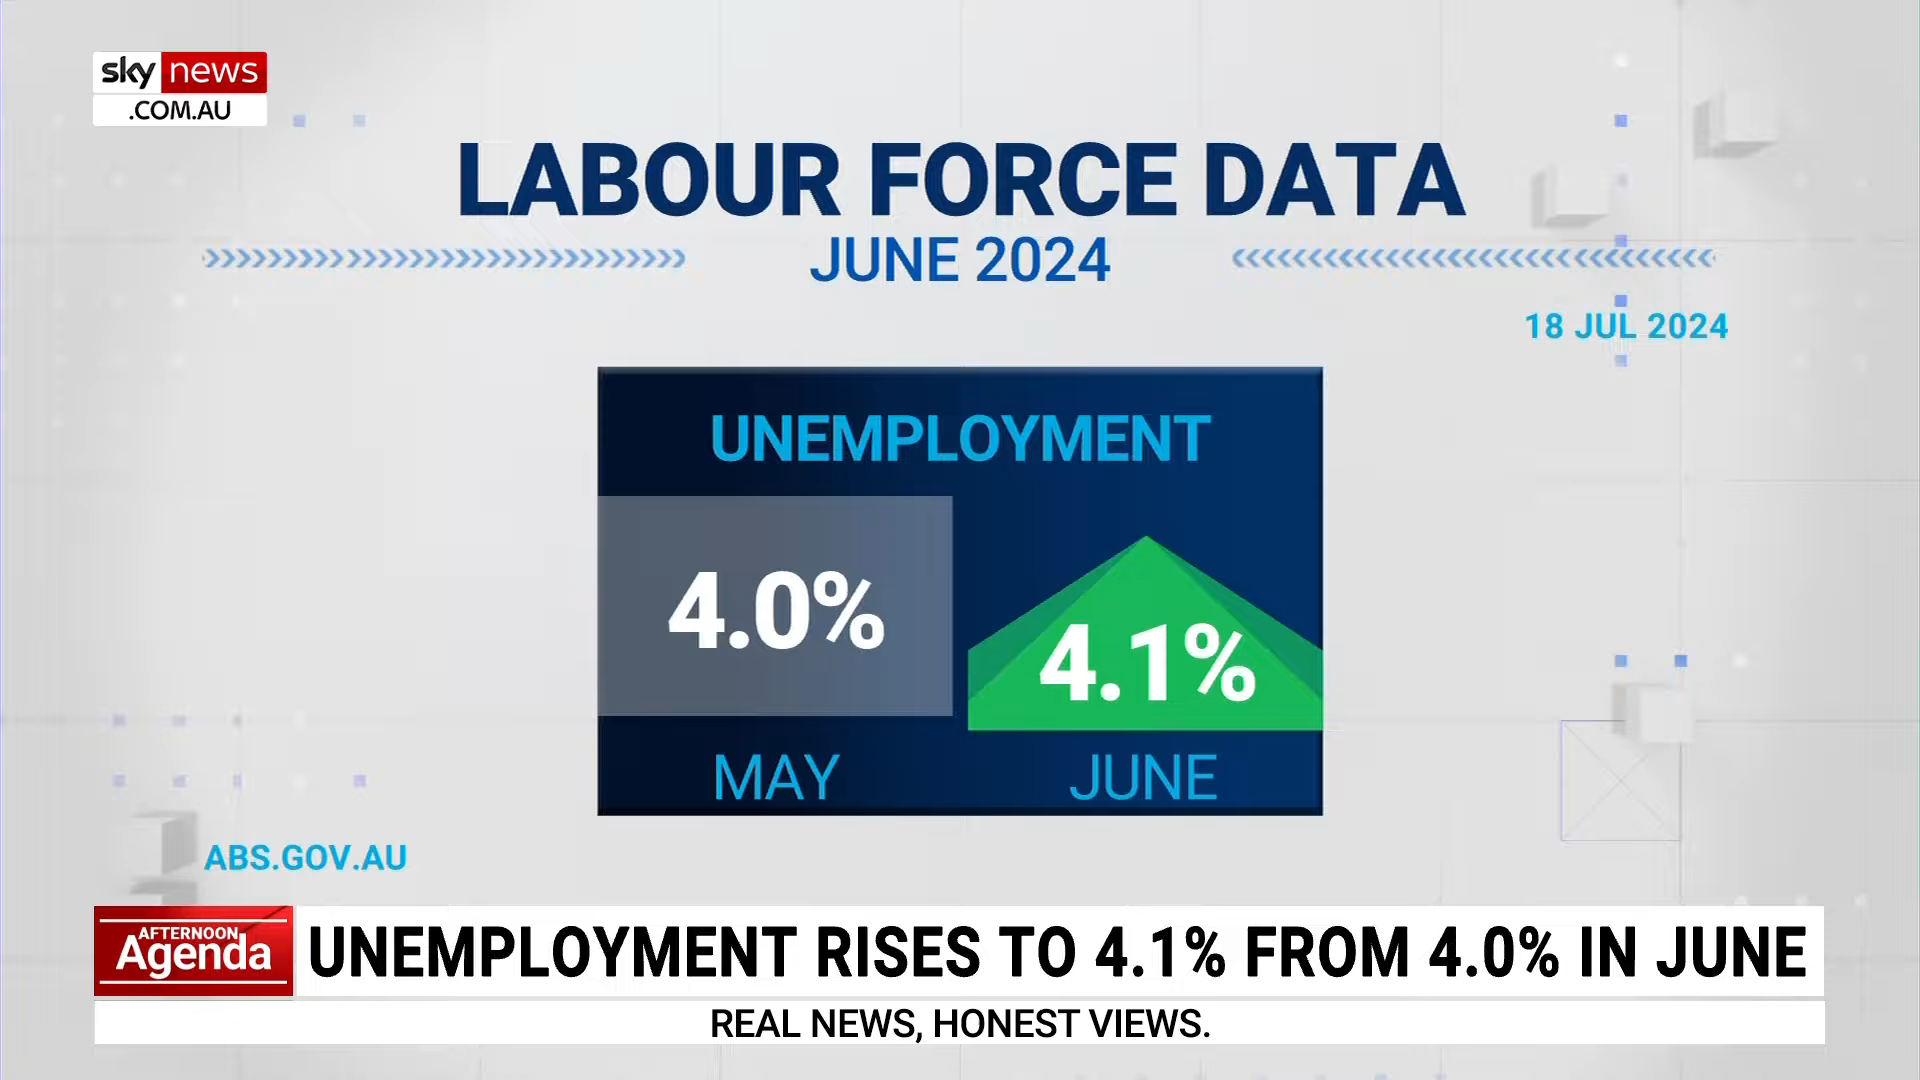 sky news
.COM.AU
LABOUR FORCE DATA
JUNE 2024
18 JUL 2024
UNEMPLOYMENT
4.0%
4.1%
MAY
JUNE
ABS.GOV.AU
AFTERNOON
Agenda
UNEMPLOYMENT RISES TO 4.1% FROM 4.0% IN JUNE
REAL NEWS, HONEST VIEWS.